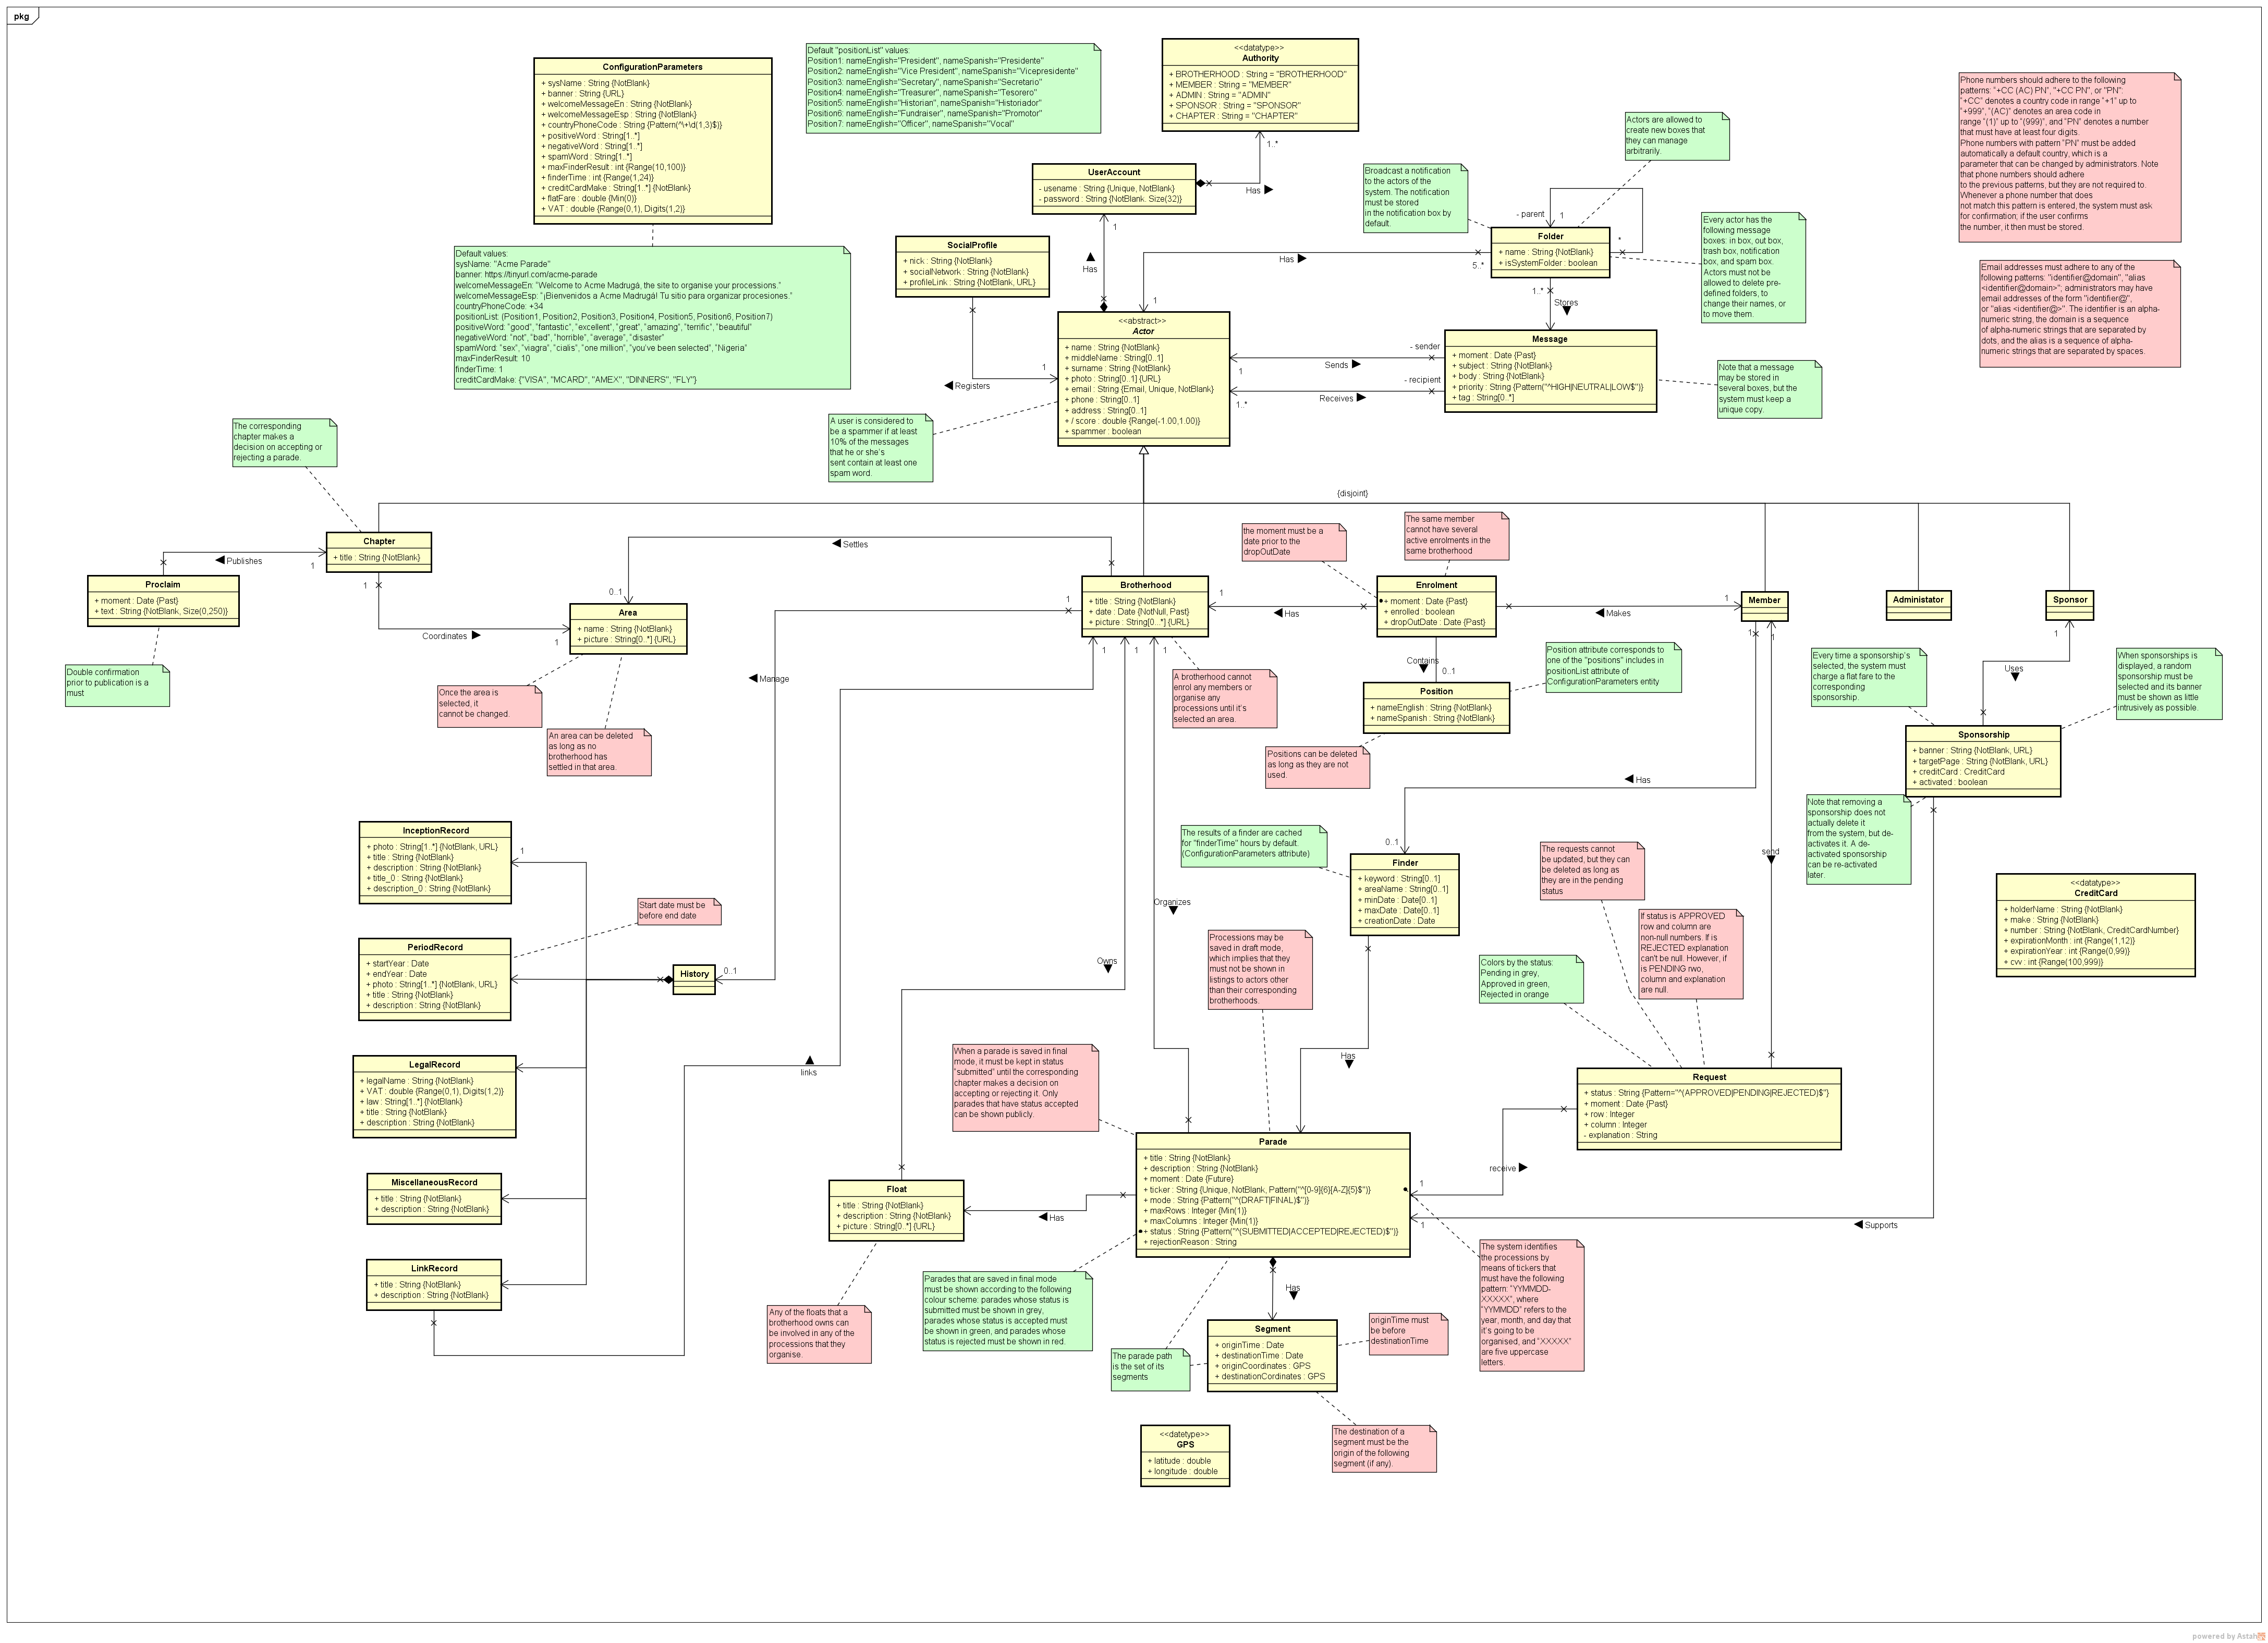 pkg
ConfigurationParameters
+ sysName : String {NotBlank}
+ banner : String {URL}
+ welcomeMessageEn : String {NotBlank}
+ welcomeMessageEsp : String {NotBlank}
+ countryPhoneCode : String {Pattern(^\+\d(1,3)$)}
+ positiveWord : String[1..*]
+ negativeWord : String[1..*]
+ spamWord : String[1..*]
+ maxFinderResult : int {Range(10,100)}
+ finderTime : int {Range(1,24)}
+ creditCardMake : String[1..*] {NotBlank}
+ flatFare : double {Min(0)}
+ VAT : double {Range(0,1), Digits(1,2)}
Default "positionList" values:
Position1: nameEnglish="President", nameSpanish="Presidente"
Position2: nameEnglish="Vice President", nameSpanish="Vicepresidente"
Position3: nameEnglish="Secretary", nameSpanish="Secretario"
Position4: nameEnglish="Treasurer", nameSpanish="Tesorero"
Position5: nameEnglish="Historian", nameSpanish="Historiador"
Position6: nameEnglish="Fundraiser", nameSpanish="Promotor"
Position7: nameEnglish="Officer", nameSpanish="Vocal"
<<datatype>>
Authority
+ BROTHERHOOD : String = "BROTHERHOOD"
+ MEMBER : String = "MEMBER"
+ ADMIN : String = "ADMIN"
+ SPONSOR : String = "SPONSOR"
+ CHAPTER : String = "CHAPTER"
1..*
Has
UserAccount
- usename : String {Unique, NotBlank}
- password : String {NotBlank. Size(32)}
1
Has
Phone numbers should adhere to the following
patterns: "+CC (AC) PN", "+CC PN", or "PN":
"+CC" denotes a country code in range "+1" up to
"+999", "(AC)" denotes an area code in
range "(1)" up to "(999)", and "PN" denotes a number
that must have at least four digits.
Phone numbers with pattern "PN" must be added
automatically a default country, which is a
parameter that can be changed by administrators. Note
that phone numbers should adhere
to the previous patterns, but they are not required to.
Whenever a phone number that does
not match this pattern is entered, the system must ask
for confirmation; if the user confirms
the number, it then must be stored.
Email addresses must adhere to any of the
following patterns: "identifier@domain", "alias
<identifier@domain>"; administrators may have
email addresses of the form "identifier@",
or "alias <identifier@>". The identifier is an alpha-
numeric string, the domain is a sequence
of alpha-numeric strings that are separated by
dots, and the alias is a sequence of alpha-
numeric strings that are separated by spaces.
Actors are allowed to
create new boxes that
they can manage
arbitrarily.
Broadcast a notification
to the actors of the
system. The notification
must be stored
in the notification box by
default.
- parent
1
*
Folder
+ name : String {NotBlank}
+ isSystemFolder : boolean
5..*
Has
1
1..*
Stores
Every actor has the
following message
boxes: in box, out box,
trash box, notification
box, and spam box.
Actors must not be
allowed to delete pre-
defined folders, to
change their names, or
to move them.
Default values:
sysName: "Acme Parade"
banner: https://tinyurl.com/acme-parade
welcomeMessageEn: "Welcome to Acme Madrugá, the site to organise your processions."
welcomeMessageEsp: "¡Bienvenidos a Acme Madrugá! Tu sitio para organizar procesiones."
countryPhoneCode: +34
positionList: (Position1, Position2, Position3, Position4, Position5, Position6, Position7)
positiveWord: "good", "fantastic", "excellent", "great", "amazing", "terrific", "beautiful"
negativeWord: "not", "bad", "horrible", "average", "disaster"
spamWord: "sex", "viagra", "cialis", "one million", "you've been selected", "Nigeria"
maxFinderResult: 10
finderTime: 1
creditCardMake: {"VISA", "MCARD", "AMEX", "DINNERS", "FLY"}
SocialProfile
+ nick : String {NotBlank}
+ socialNetwork : String {NotBlank}
+ profileLink : String {NotBlank, URL}
1
Registers
<<abstract>>
Actor
+ name : String {NotBlank}
+ middleName : String[0..1]
+ surname : String {NotBlank}
+ photo : String[0..1] {URL}
+ email : String {Email, Unique, NotBlank}
+ phone : String[0..1]
+ address : String[0..1]
+ / score : double {Range(-1.00,1.00)}
+ spammer : boolean
- sender
1
Sends
- recipient
1..*
Receives
Message
+ moment : Date {Past}
+ subject : String {NotBlank}
+ body : String {NotBlank}
+ priority : String {Pattern("^HIGH|NEUTRAL|LOW$")}
+ tag : String[0..*]
Note that a message
may be stored in
several boxes, but the
system must keep a
unique copy.
A user is considered to
be a spammer if at least
10% of the messages
that he or she's
sent contain at least one
spam word.
{disjoint}
The corresponding
chapter makes a
decision on accepting or
rejecting a parade.
Chapter
+ title : String {NotBlank}
Publishes
1
Proclaim
+ moment : Date {Past}
+ text : String {NotBlank, Size(0,250)}
Double confirmation
prior to publication is a
must
1
Coordinates
1
Settles
0..1
Area
+ name : String {NotBlank}
+ picture : String[0..*] {URL}
Once the area is
selected, it
cannot be changed.
An area can be deleted
as long as no
brotherhood has
settled in that area.
Brotherhood
+ title : String {NotBlank}
+ date : Date {NotNull, Past}
+ picture : String [0...*] {URL}
1
Manage
1
Has
A brotherhood cannot
enrol any members or
organise any
processions until it's
selected an area.
the moment must be a
date prior to the
dropOutDate
The same member
cannot have several
active enrolments in the
same brotherhood
Enrolment
+ moment : Date {Past}
+ enrolled : boolean
+ dropOutDate : Date {Past}
Makes
1
Contains
0..1
Position
+ nameEnglish : String {NotBlank}
+ nameSpanish : String {NotBlank}
Position attribute corresponds to
one of the "positions" includes in
positionList attribute of
ConfigurationParameters entity
Positions can be deleted
as long as they are not
used.
Member
1
1
Administator
Sponsor
1
Uses
Every time a sponsorship's
selected, the system must
charge a flat fare to the
corresponding
sponsorship.
When sponsorships is
displayed, a random
sponsorship must be
selected and its banner
must be shown as little
intrusively as possible.
Sponsorship
+ banner : String {NotBlank, URL}
+ targetPage : String {NotBlank, URL}
+ creditCard : CreditCard
+ activated : boolean
Note that removing a
sponsorship does not
actually delete it
from the system, but de-
activates it. A de-
activated sponsorship
can be re-activated
later.
<<datatype>>
CreditCard
+ holderName : String {NotBlank}
+ make : String {NotBlank}
+ number : String {NotBlank, CreditCardNumber}
+ expirationMonth : int {Range(1,12)}
+ expirationYear : int {Range(0,99)}
+ cvv : int {Range(100,999)}
Has
0..1
The results of a finder are cached
for "finderTime" hours by default.
(ConfigurationParameters attribute)
Finder
+ keyword : String[0..1]
+ areaName : String[0..1]
+ minDate : Date[0..1]
+ maxDate : Date[0..1]
+ creationDate : Date
Has
send
The requests cannot
be updated, but they can
be deleted as long as
they are in the pending
status
If status is APPROVED
row and column are
non-null numbers. If is
REJECTED explanation
can't be null. However, if
is PENDING rwo,
column and explanation
are null.
Colors by the status:
Pending in grey,
Approved in green,
Rejected in orange
Request
+ status : String {Pattern="^(APPROVED|PENDING|REJECTED)$"}
+ moment : Date {Past}
+ row : Integer
+ column : Integer
- explanation : String
receive
1
Supports
1
InceptionRecord
+ photo : String[1..*] {NotBlank, URL}
+ title : String {NotBlank}
+ description : String {NotBlank}
+ title_0 : String {NotBlank}
+ description_0 : String {NotBlank}
1
Start date must be
before end date
PeriodRecord
+ startYear : Date
+ endYear : Date
+ photo : String[1..*] {NotBlank, URL}
+ title : String {NotBlank}
+ description : String {NotBlank}
History
0..1
LegalRecord
+ legalName : String {NotBlank}
+ VAT : double {Range(0,1), Digits(1,2)}
+ law : String[1..*] {NotBlank}
+ title : String {NotBlank}
+ description : String {NotBlank}
MiscellaneousRecord
+ title : String {NotBlank}
+ description : String {NotBlank}
LinkRecord
+ title : String {NotBlank}
+ description : String {NotBlank}
links
1
Owns
1
Organizes
1
Processions may be
saved in draft mode,
which implies that they
must not be shown in
listings to actors other
than their corresponding
brotherhoods.
When a parade is saved in final
mode, it must be kept in status
"submitted" until the corresponding
chapter makes a decision on
accepting or rejecting it. Only
parades that have status accepted
can be shown publicly.
Parade
+ title : String {NotBlank}
+ description : String {NotBlank}
+ moment : Date {Future}
+ ticker : String {Unique, NotBlank, Pattern("^[0-9]{6}[A-Z]{5}$")}
+ mode : String {Pattern("^(DRAFT|FINAL)$")}
+ maxRows : Integer {Min(1)}
+ maxColumns : Integer {Min(1)}
+ status : String {Pattern("^(SUBMITTED|ACCEPTED|REJECTED)$")}
+ rejectionReason : String
Float
+ title : String {NotBlank}
+ description : String {NotBlank}
+ picture : String[0..*] {URL}
Has
Any of the floats that a
brotherhood owns can
be involved in any of the
processions that they
organise.
Parades that are saved in final mode
must be shown according to the following
colour scheme: parades whose status is
submitted must be shown in grey,
parades whose status is accepted must
be shown in green, and parades whose
status is rejected must be shown in red.
The parade path
is the set of its
segments
Has
Segment
+ originTime : Date
+ destinationTime : Date
+ originCoordinates : GPS
+ destinationCordinates : GPS
originTime must
be before
destinationTime
The system identifies
the processions by
means of tickers that
must have the following
pattern: "YYMMDD-
XXXXX", where
"YYMMDD" refers to the
year, month, and day that
it's going to be
organised, and "XXXXX"
are five uppercase
letters.
The destination of a
segment must be the
origin of the following
segment (if any).
<<datetype>>
GPS
+ latitude : double
+ longitude : double
powered by Astah